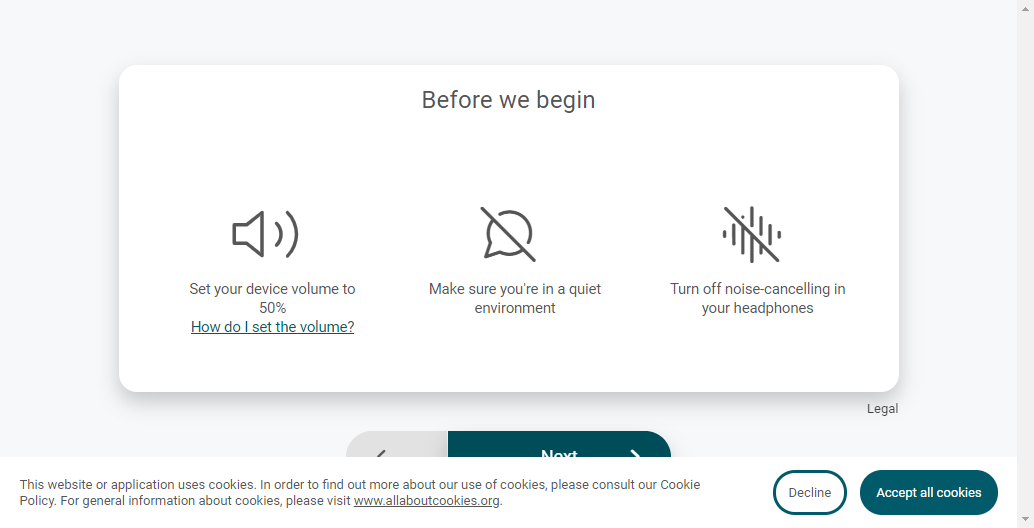 Before we begin
Set your device volume to
50%
How do I set the volume?
Make sure you're in a quiet
environment
Turn off noise-cancelling in
your headphones
Legal
Next
This website or application uses cookies. In order to find out more about our use of cookies, please consult our Cookie
Policy. For general information about cookies, please visit www.allaboutcookies.org.
Decline
Accept all cookies